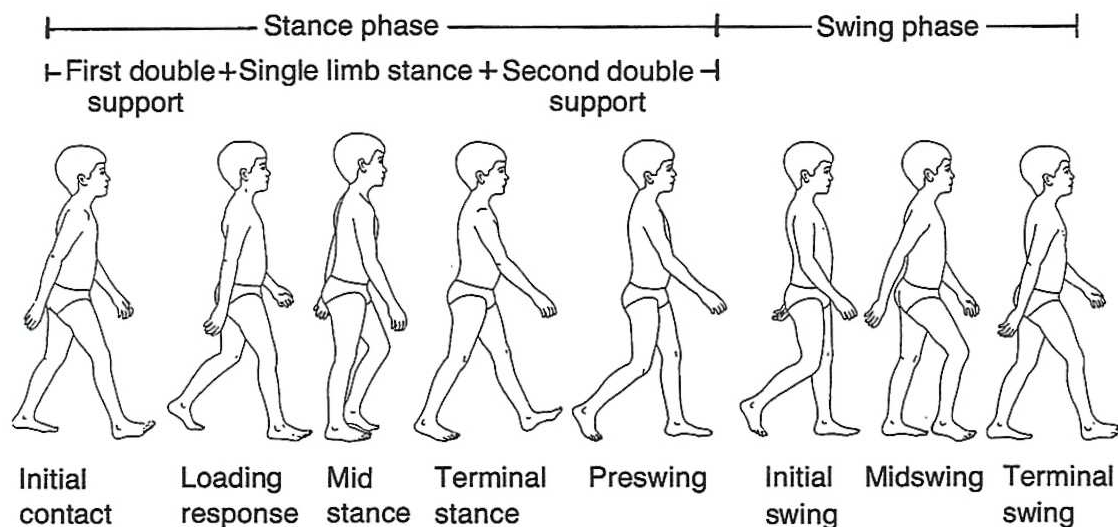 Stance phase
Swing phase
First double + Single limb stance + Second double
support
support
Initial
contact
Loading
response
Mid
stance
Terminal
stance
Preswing
Initial
swing
Midswing
Terminal
swing